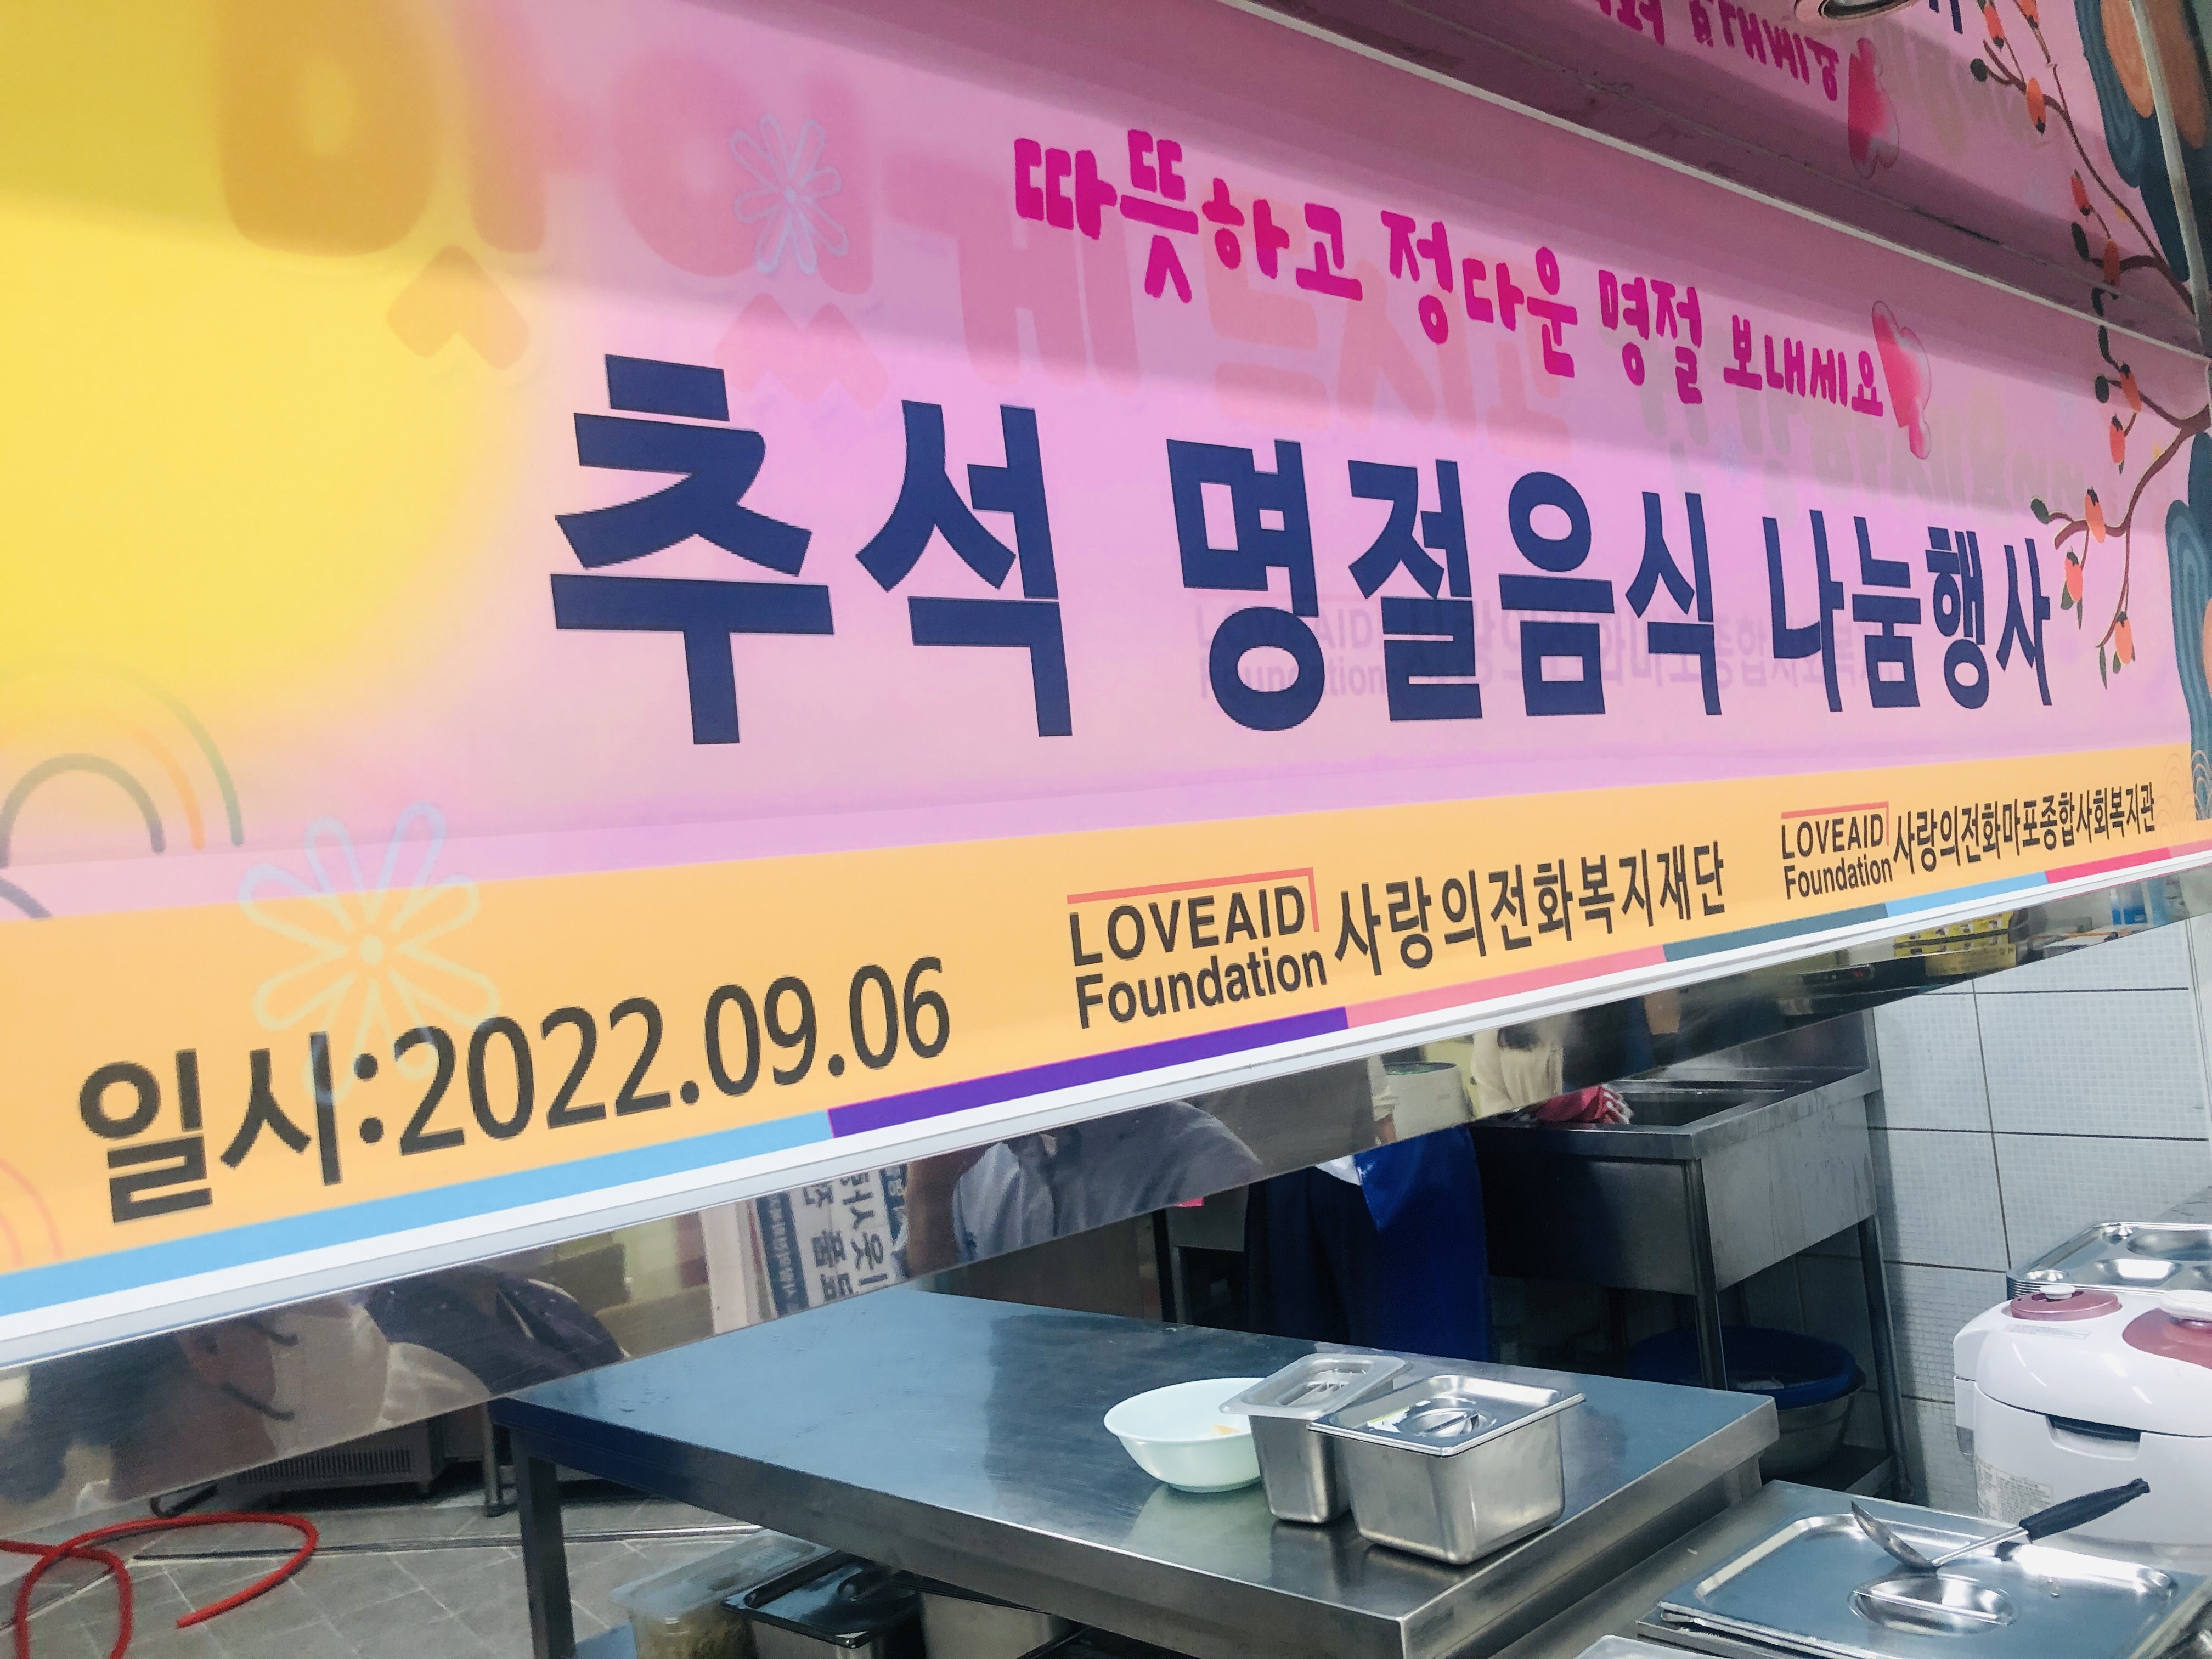 따뜻하고 정다운 명절 보내세요
추석 명절음식 나눔행사
일시:2022.09.06
LOVEAID
Foundation 사랑의전화복지재단
LOVEAID
Foundation 사랑의전화마포종합사회복지관